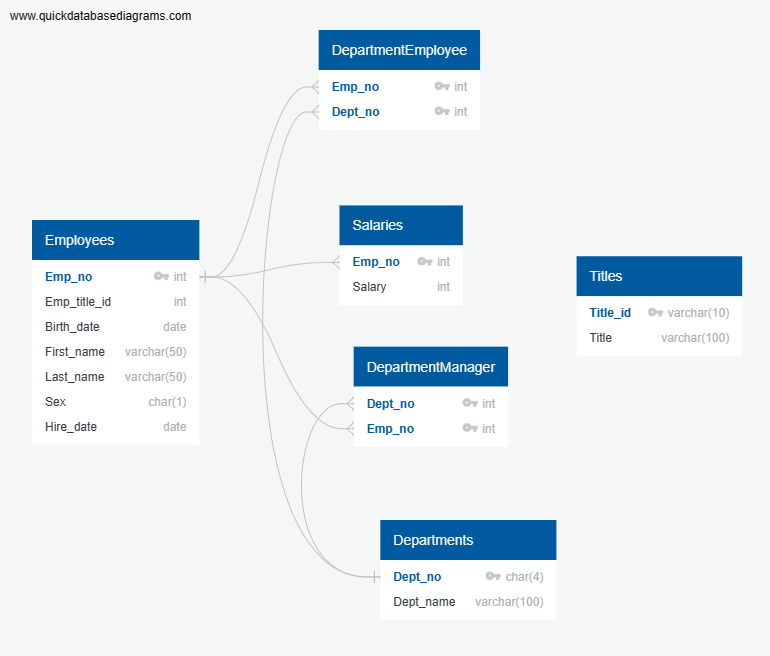 www.quickdatabasediagrams.com
DepartmentEmployee
Emp_no int
Dept_no int
Salaries
Emp_no int
Salary int
Employees
Emp_no int
Emp_title_id int
Birth_date date
First_name varchar(50)
Last_name varchar(50)
Sex char(1)
Hire_date date
Titles
Title_id varchar(10)
Title varchar(100)
DepartmentManager
Dept_no int
Emp_no int
Departments
Dept_no char(4)
Dept_name varchar(100)